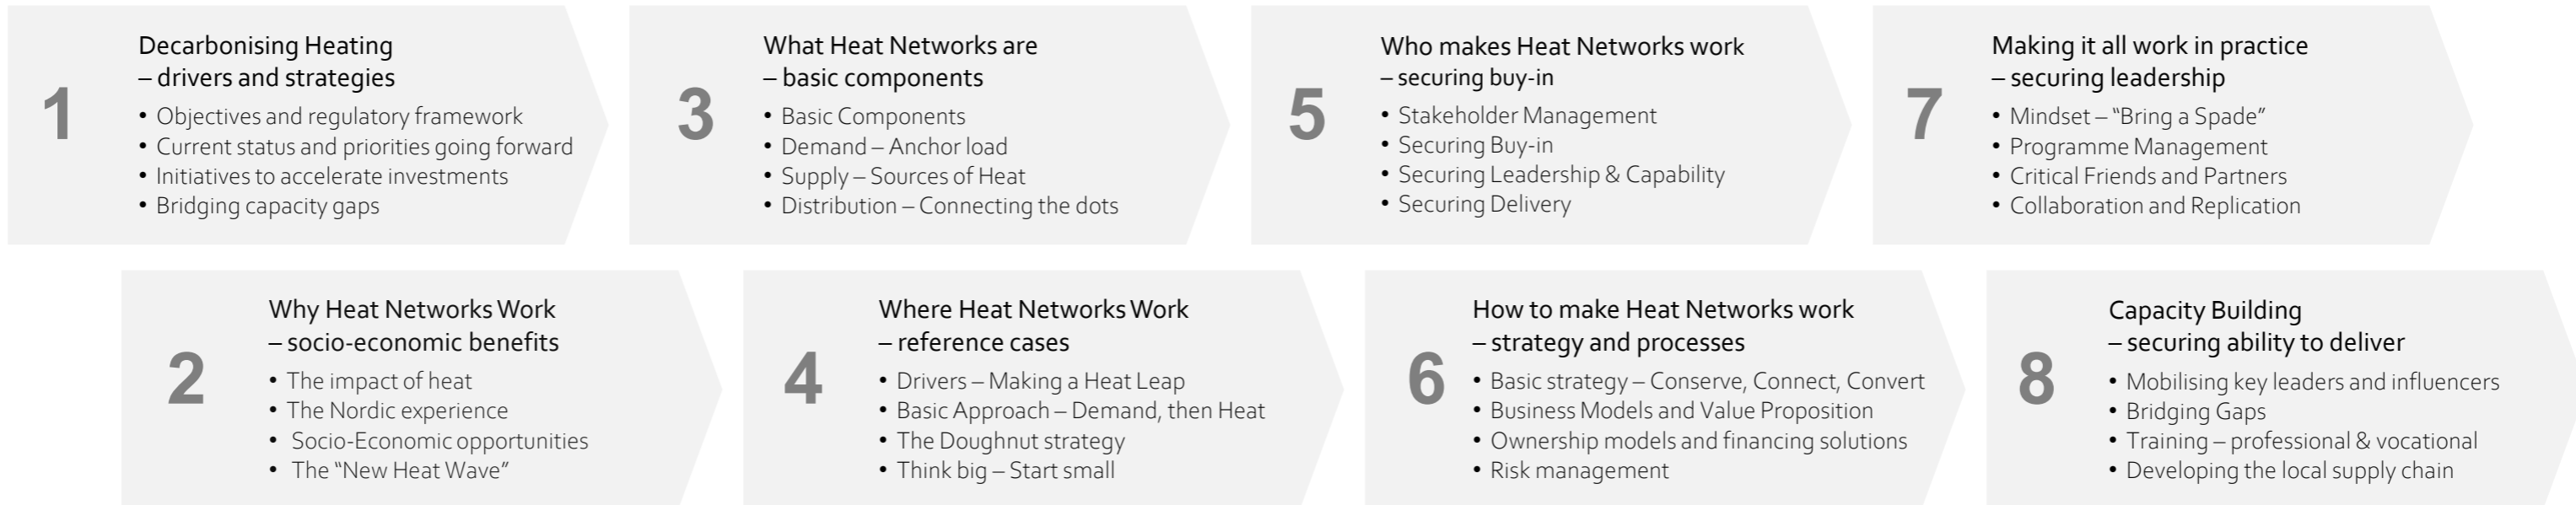 1
Decarbonising Heating
– drivers and strategies
• Objectives and regulatory framework
• Current status and priorities going forward
• Initiatives to accelerate investments
• Bridging capacity gaps
2
Why Heat Networks Work
– socio-economic benefits
• The impact of heat
• The Nordic experience
• Socio-Economic opportunities
• The “New Heat Wave”
3
What Heat Networks are
– basic components
• Basic Components
• Demand – Anchor load
• Supply – Sources of Heat
• Distribution – Connecting the dots
4
Where Heat Networks Work
– reference cases
• Drivers – Making a Heat Leap
• Basic Approach – Demand, then Heat
• The Doughnut strategy
• Think big – Start small
5
Who makes Heat Networks work
– securing buy-in
• Stakeholder Management
• Securing Buy-in
• Securing Leadership & Capability
• Securing Delivery
6
How to make Heat Networks work
– strategy and processes
• Basic strategy – Conserve, Connect, Convert
• Business Models and Value Proposition
• Ownership models and financing solutions
• Risk management
7
Making it all work in practice
– securing leadership
• Mindset – “Bring a Spade”
• Programme Management
• Critical Friends and Partners
• Collaboration and Replication
8
Capacity Building
– securing ability to deliver
• Mobilising key leaders and influencers
• Bridging Gaps
• Training – professional & vocational
• Developing the local supply chain